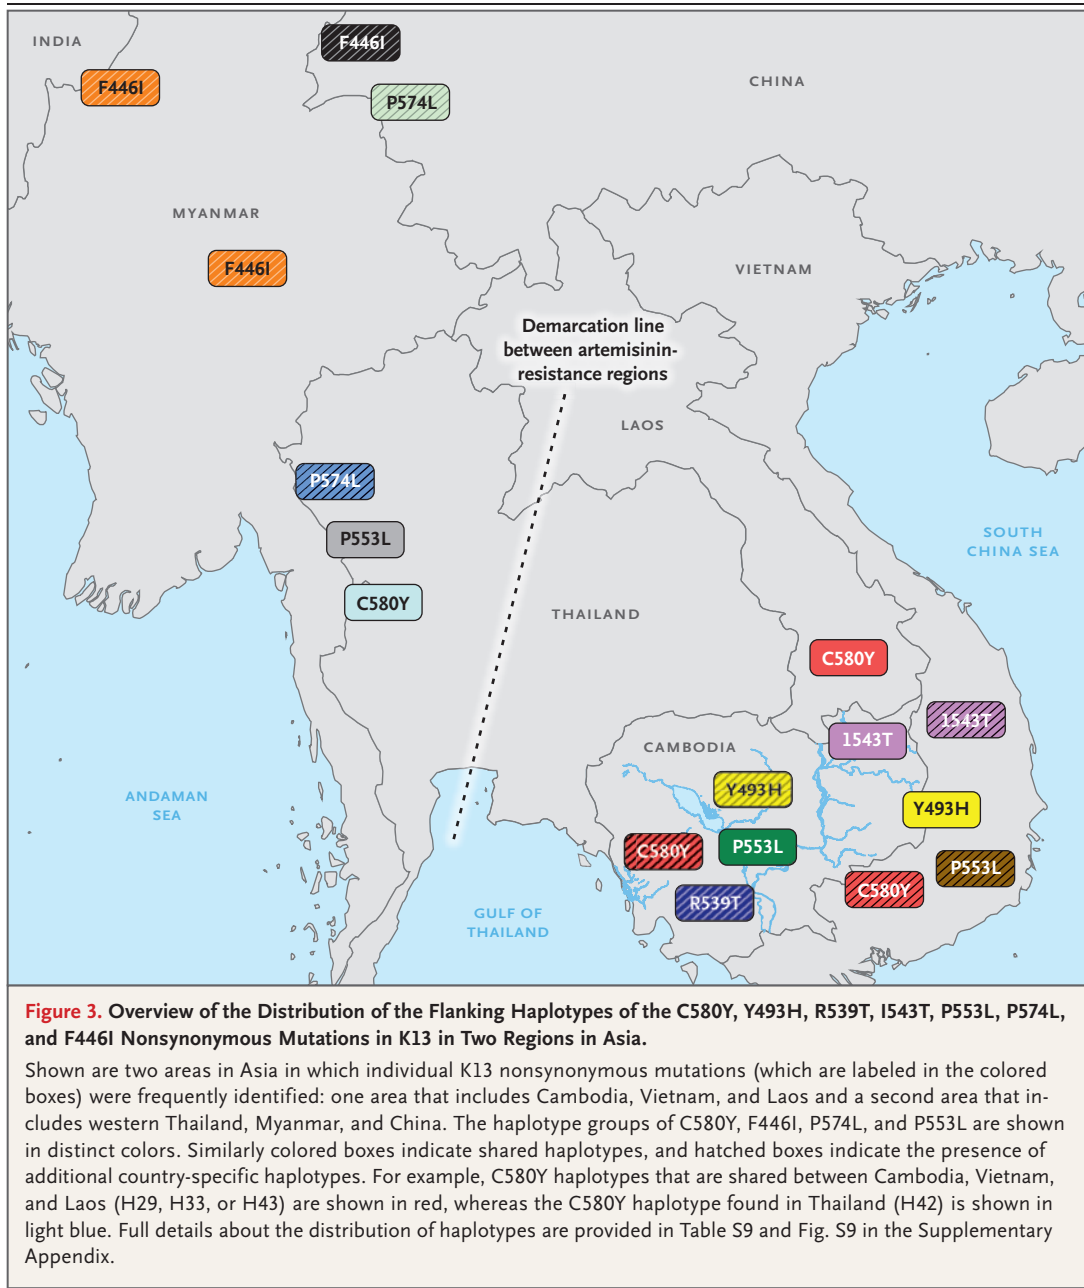 INDIA
F446I
F446I
P574L
CHINA
MYANMAR
F446I
VIETNAM
Demarcation line
between artemisinin-
resistance regions
LAOS
P574L
P553L
C580Y
SOUTH
CHINA SEA
THAILAND
C580Y
I543T
I543T
CAMBODIA
Y493H
Y493H
ANDAMAN
SEA
C580Y
P553L
P553L
C580Y
R539T
GULF OF
THAILAND
Figure 3. Overview of the Distribution of the Flanking Haplotypes of the C580Y, Y493H, R539T, I543T, P553L, P574L,
and F446I Nonsynonymous Mutations in K13 in Two Regions in Asia.
Shown are two areas in Asia in which individual K13 nonsynonymous mutations (which are labeled in the colored
boxes) were frequently identified: one area that includes Cambodia, Vietnam, and Laos and a second area that in-
cludes western Thailand, Myanmar, and China. The haplotype groups of C580Y, F446I, P574L, and P553L are shown
in distinct colors. Similarly colored boxes indicate shared haplotypes, and hatched boxes indicate the presence of
additional country-specific haplotypes. For example, C580Y haplotypes that are shared between Cambodia, Vietnam,
and Laos (H29, H33, or H43) are shown in red, whereas the C580Y haplotype found in Thailand (H42) is shown in
light blue. Full details about the distribution of haplotypes are provided in Table S9 and Fig. S9 in the Supplementary
Appendix.